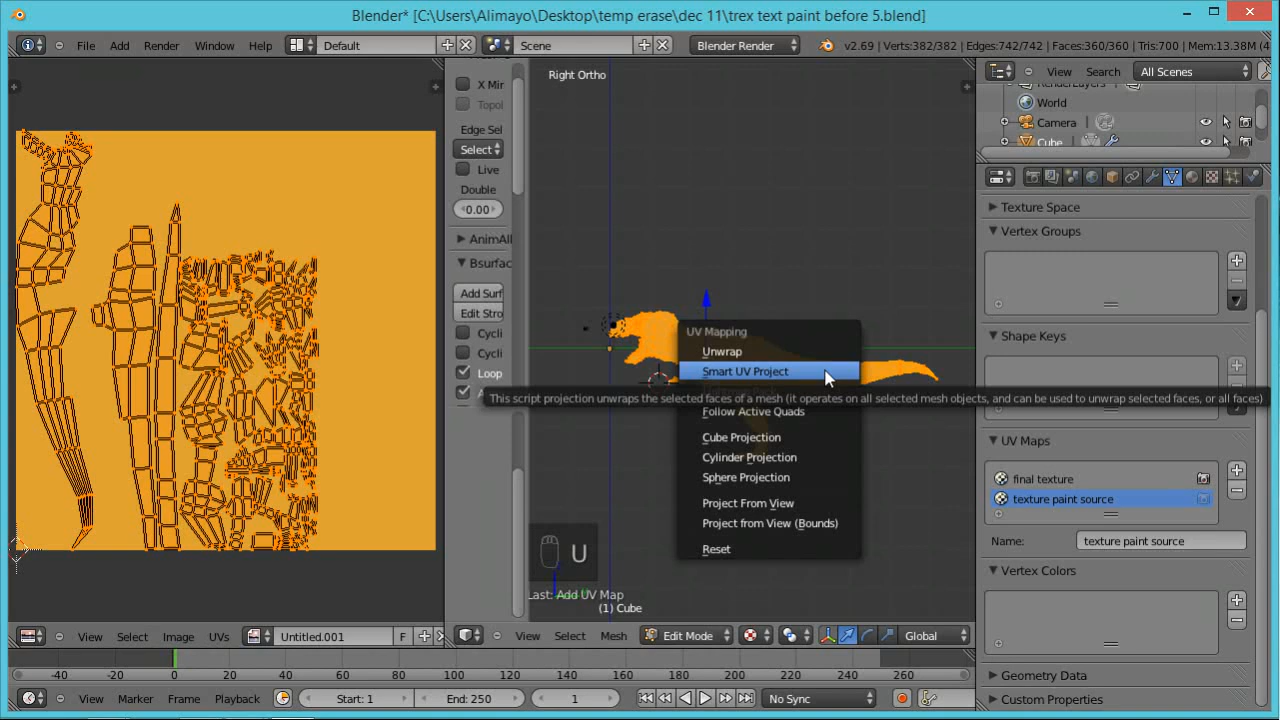 Blender* [C:\Users\Alimayo\Desktop\temp erase\dec 11\trex text paint before 5.blend]
File Add Render Window Help Default Scene Blender Render v2.69 | Verts:382/382 | Edges:742/742 | Faces:360/360 | Tris:700 | Mem:13.38M (4
View Search All Scenes
World
Camera
Cube
Right Ortho
X Mir
Topol
Edge Sel
Select
Live
Double
0.00
AnimAll
Bsurfac
Add Surf
Edit Stro
Cycli
Cycli
Loop
UV Mapping
Unwrap
Smart UV Project
This script projection unwraps the selected faces of a mesh (it operates on all selected mesh objects, and can be used to unwrap selected faces, or all faces)
Follow Active Quads
Cube Projection
Cylinder Projection
Sphere Projection
Project From View
Project from View (Bounds)
Reset
U
Last: Add UV Map
(1) Cube
Texture Space
Vertex Groups
Shape Keys
UV Maps
final texture
texture paint source
Name: texture paint source
Vertex Colors
Geometry Data
Custom Properties
View Select Image UVs Untitled.001 F
View Select Mesh Edit Mode Global
-40 -20 0 20 40 60 80 100 120 140 160 180 200 220 240 260
View Marker Frame Playback Start: 1 End: 250 1 No Sync